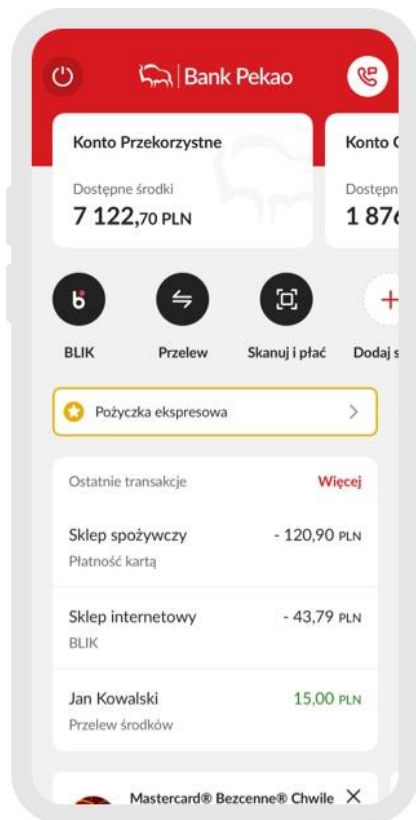 Bank Pekao
Konto Przekorzystne
Dostępne środki
7 122,70 PLN
Konto
1 876
BLIK
Przelew
Skanuj i płać
Dodaj
Pożyczka ekspresowa
Ostatnie transakcje
Więcej
Sklep spożywczy
- 120,90 PLN
Płatność kartą
Sklep internetowy
- 43,79 PLN
BLIK
Jan Kowalski
15,00 PLN
Przelew środków
Mastercard® Bezcenne® Chwile